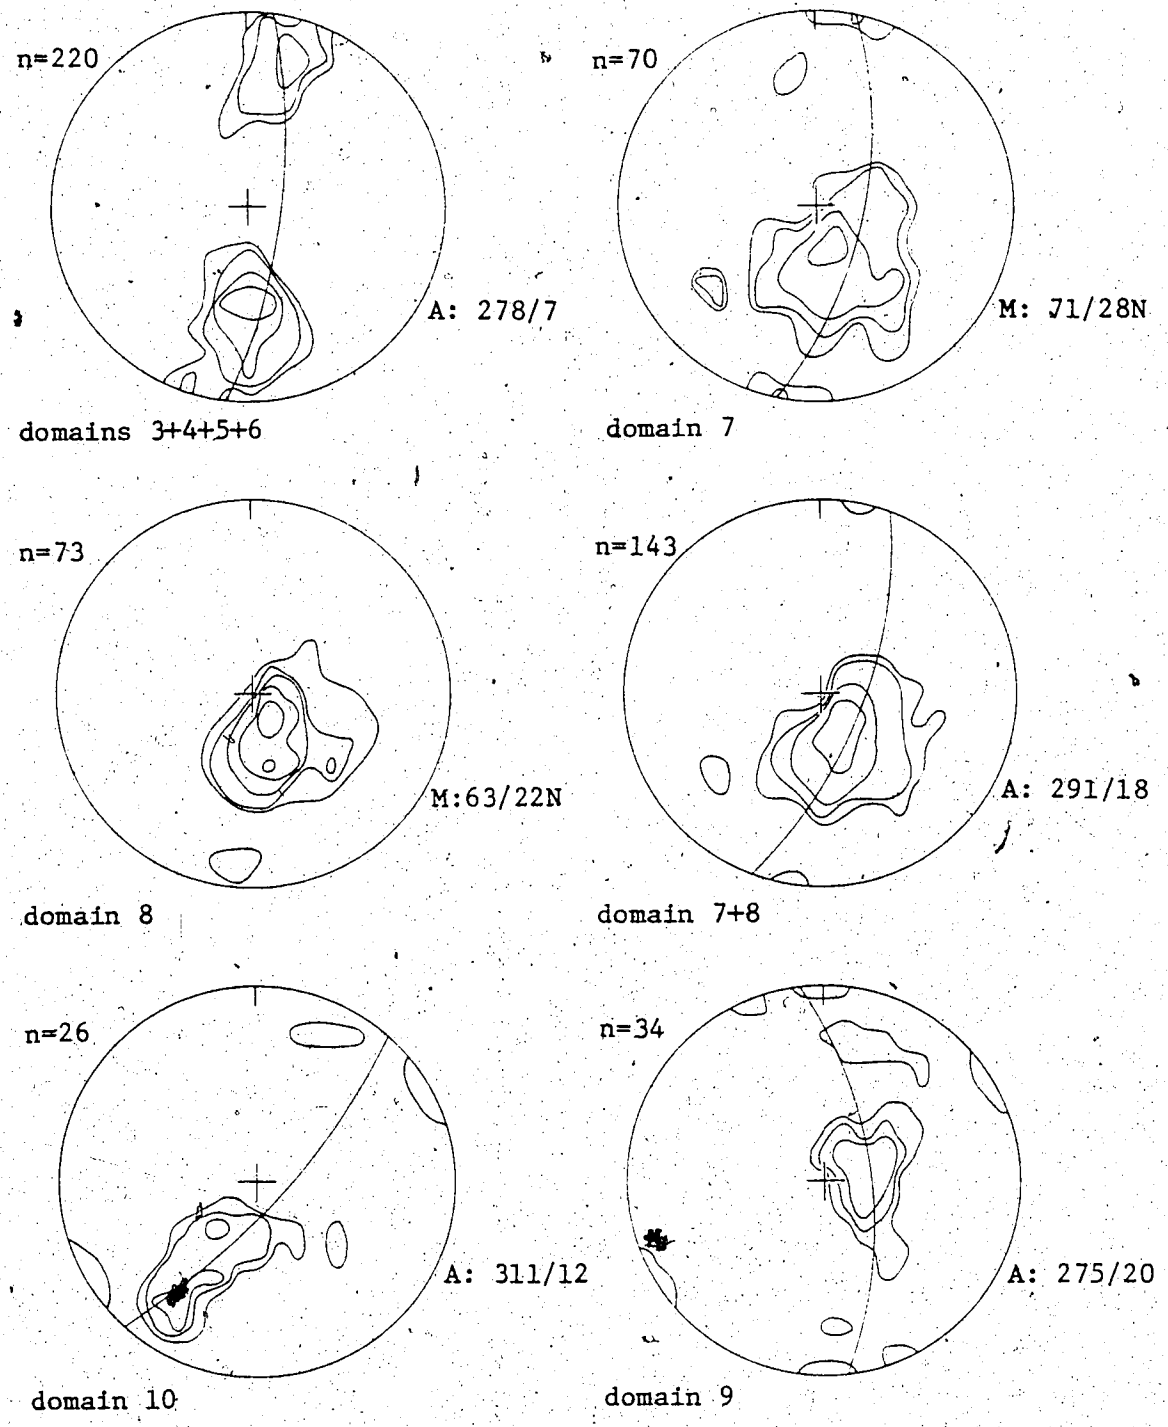 n=220
A: 278/7
domains 3+4+5+6
n=70
M: 71/28N
domain 7
n=73
M:63/22N
domain 8
n=143
A: 291/18
domain 7+8
n=26
A: 311/12
domain 10
n=34
A: 275/20
domain 9